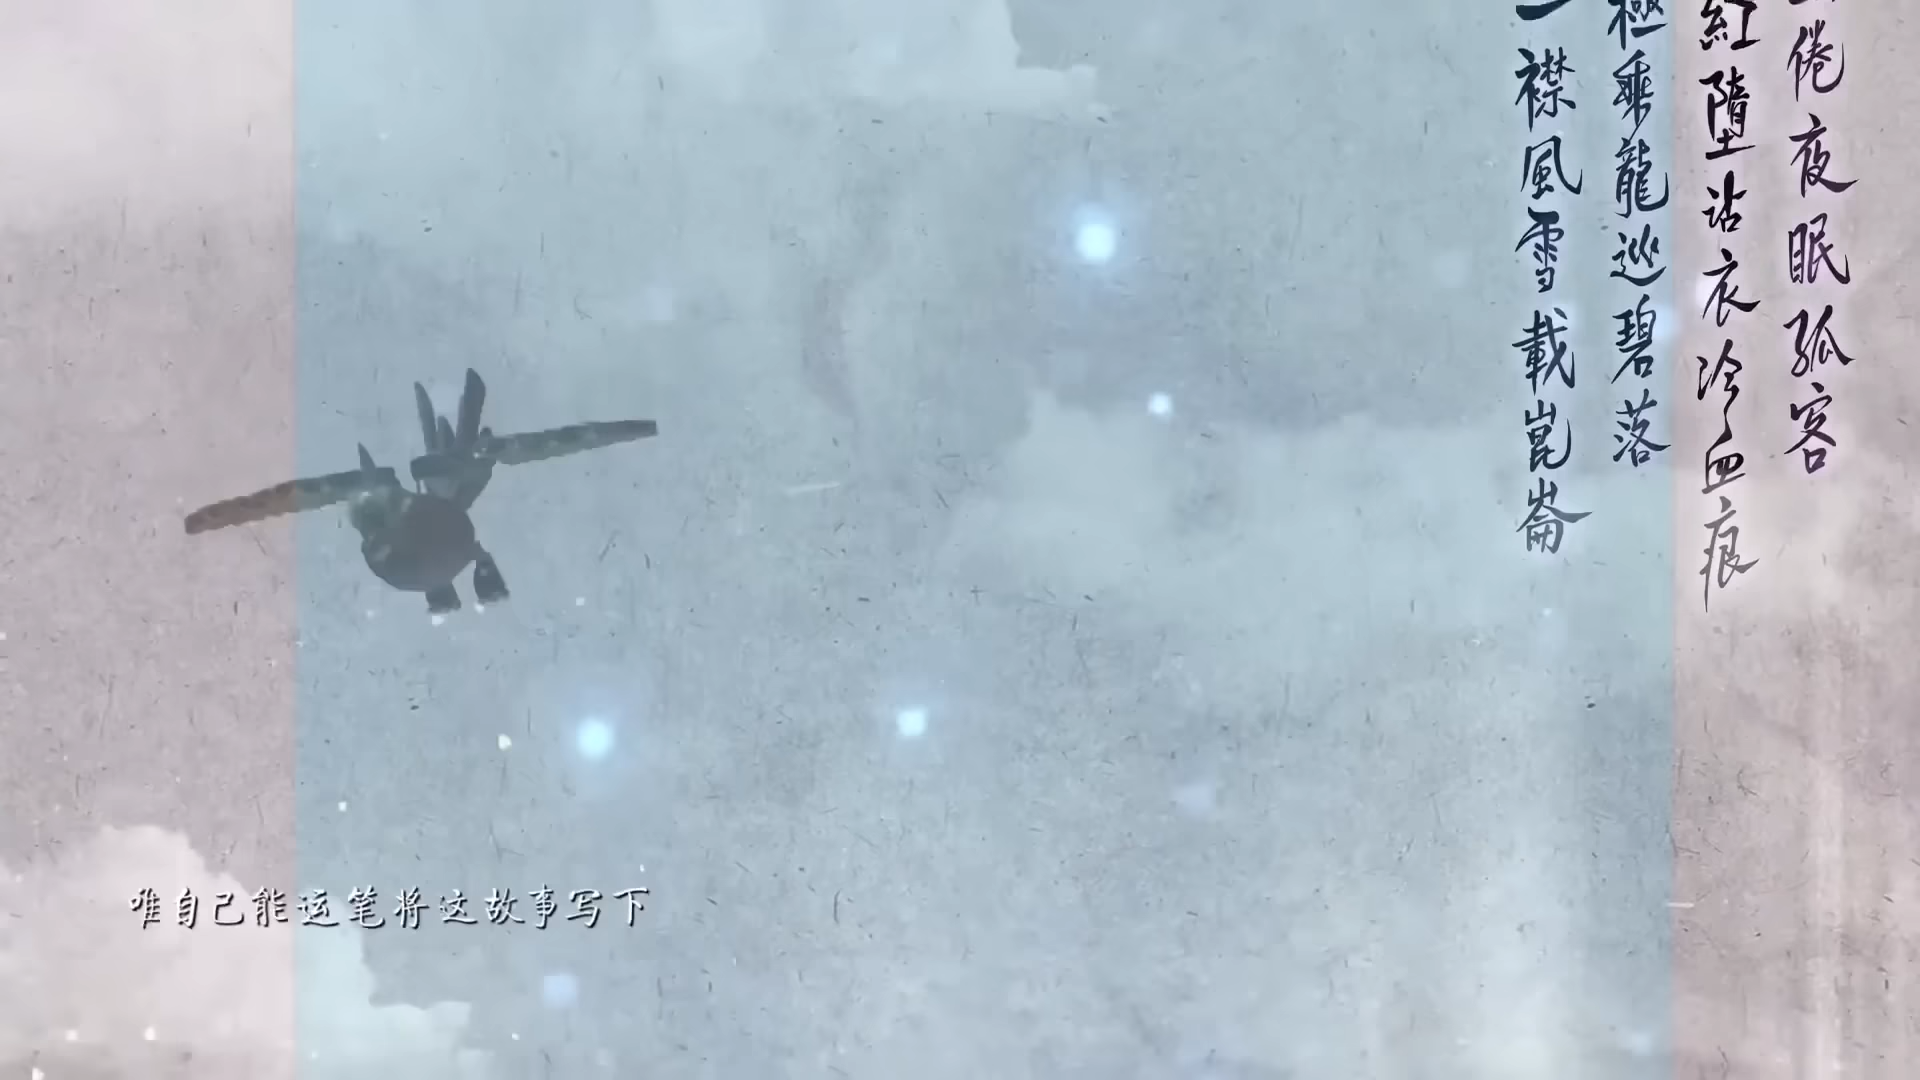 倦夜眠孤客
紅墮沾衣冷血痕
極乘龍巡碧落
一襟風雪載崑崙
唯自己能运笔将这故事写下